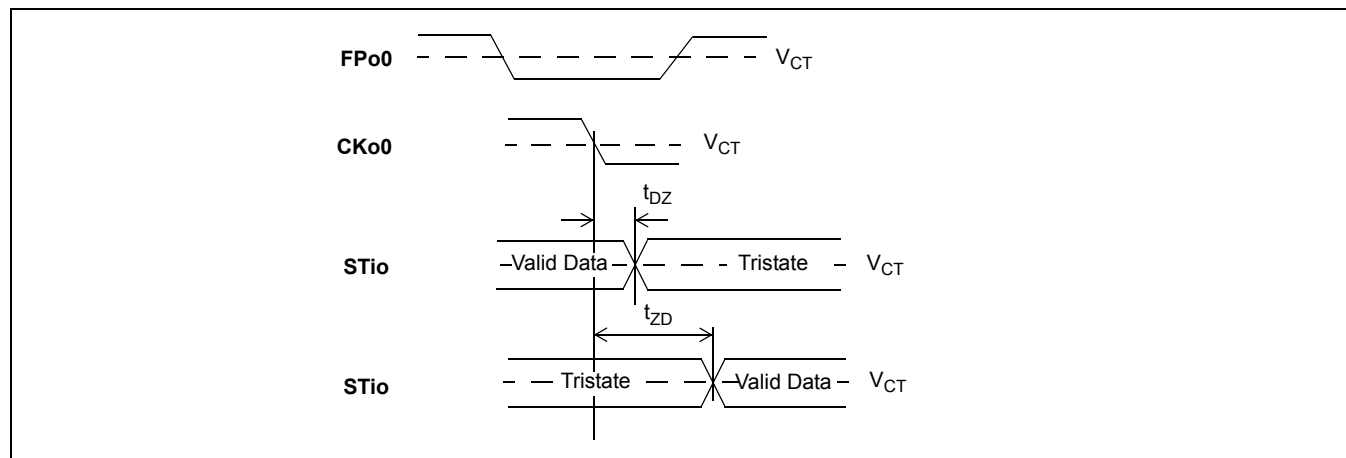 FPo0 V_CT
CKo0 V_CT
t_DZ
STio Valid Data Tristate V_CT
t_ZD
STio Tristate Valid Data V_CT